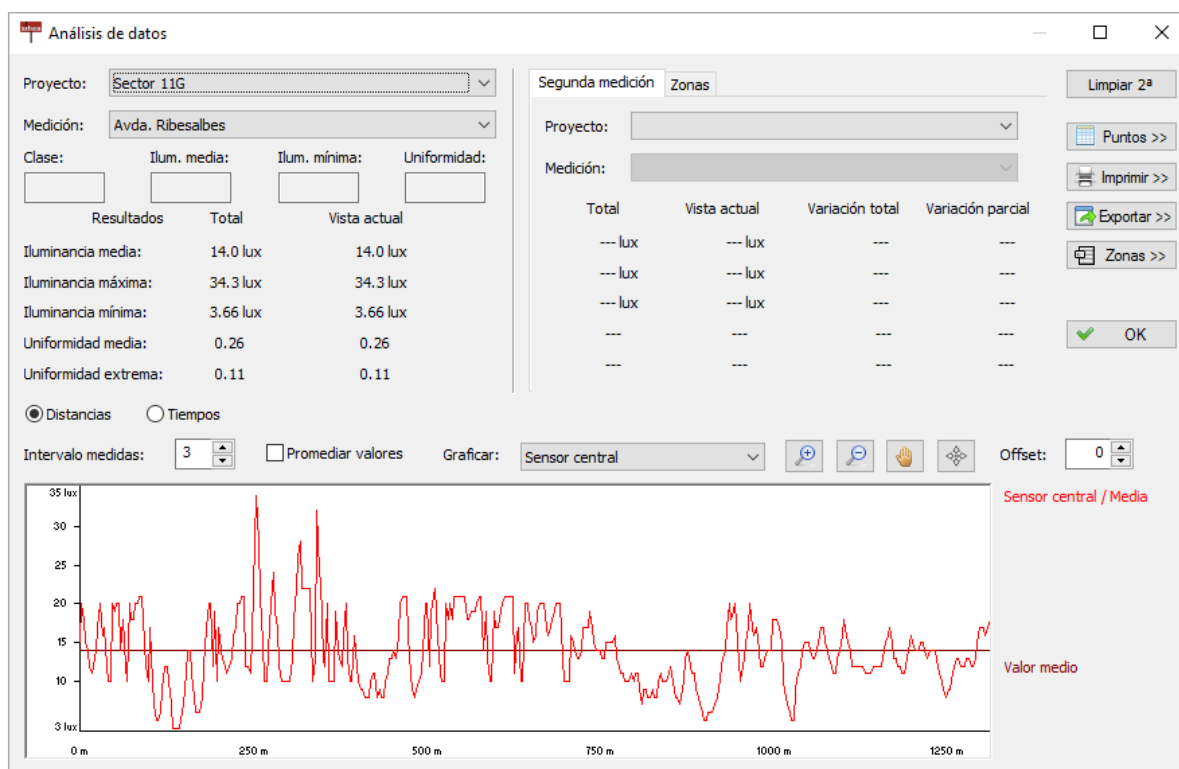 Análisis de datos
Proyecto: Sector 11G
Medición: Avda. Ribesalbes
Clase: Ilum. media: Ilum. mínima: Uniformidad:
Resultados Total Vista actual
Iluminancia media: 14.0 lux 14.0 lux
Iluminancia máxima: 34.3 lux 34.3 lux
Iluminancia mínima: 3.66 lux 3.66 lux
Uniformidad media: 0.26 0.26
Uniformidad extrema: 0.11 0.11
Segunda medición Zonas
Proyecto:
Medición:
Total Vista actual Variación total Variación parcial
--- lux --- lux --- ---
--- lux --- lux --- ---
--- lux --- lux --- ---
--- --- --- ---
--- --- --- ---
Limpiar 2ª
Puntos >>
Imprimir >>
Exportar >>
Zonas >>
OK
Distancias Tiempos
Intervalo medidas: 3 Promediar valores Graficar: Sensor central Offset: 0
35 lux
30
25
20
15
10
3 lux
0 m 250 m 500 m 750 m 1000 m 1250 m
Sensor central / Media
Valor medio